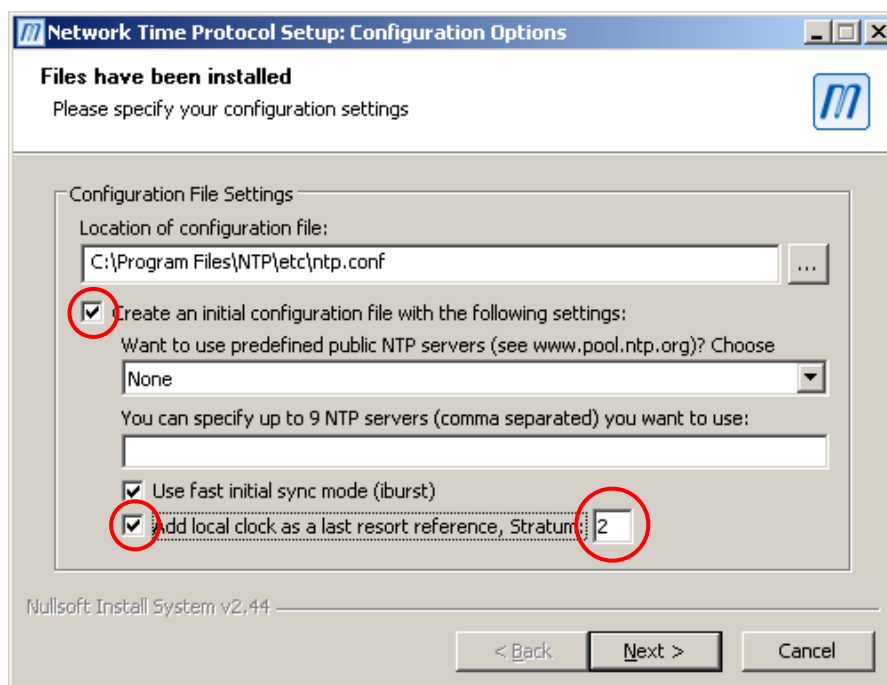 Network Time Protocol Setup: Configuration Options
Files have been installed
Please specify your configuration settings
Configuration File Settings
Location of configuration file:
C:\Program Files\NTP\etc\ntp.conf
...
Create an initial configuration file with the following settings:
Want to use predefined public NTP servers (see www.pool.ntp.org)? Choose
None
You can specify up to 9 NTP servers (comma separated) you want to use:
Use fast initial sync mode (iburst)
Add local clock as a last resort reference, Stratum: 2
Nullsoft Install System v2.44
< Back Next > Cancel